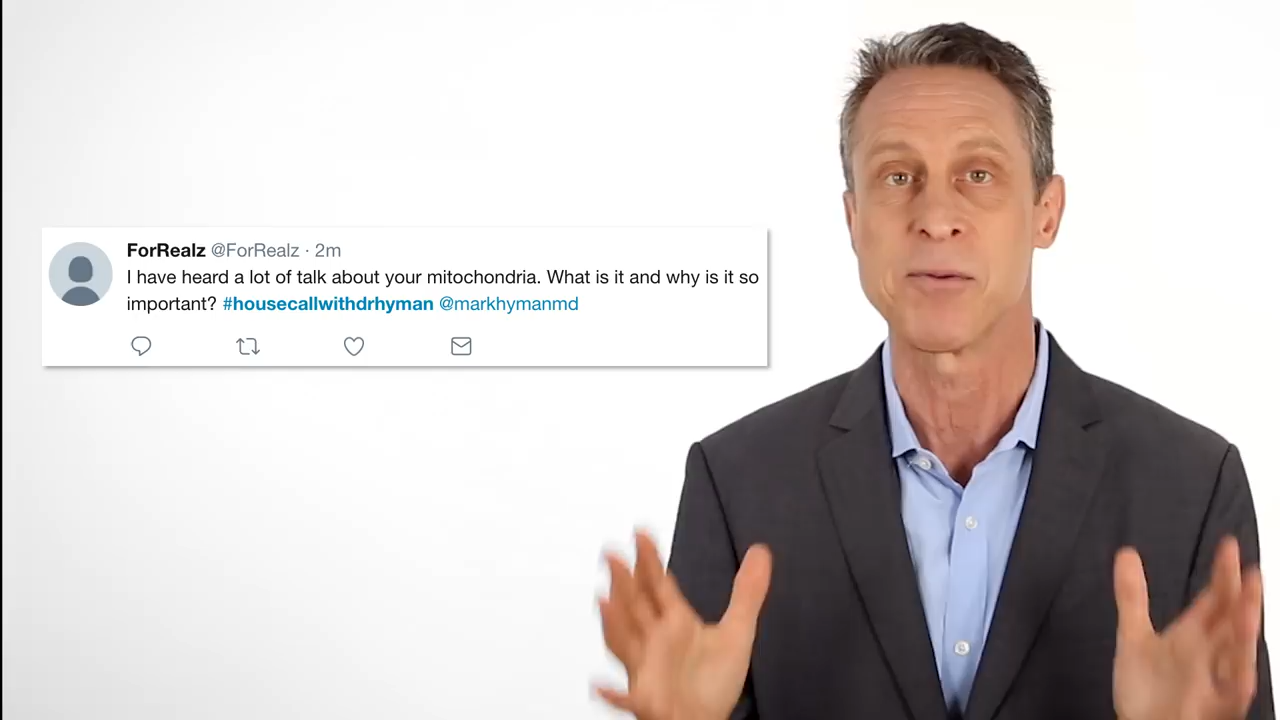 ForRealz @ForRealz · 2m
I have heard a lot of talk about your mitochondria. What is it and why is it so
important? #housecallwithdrhyman @markhymanmd